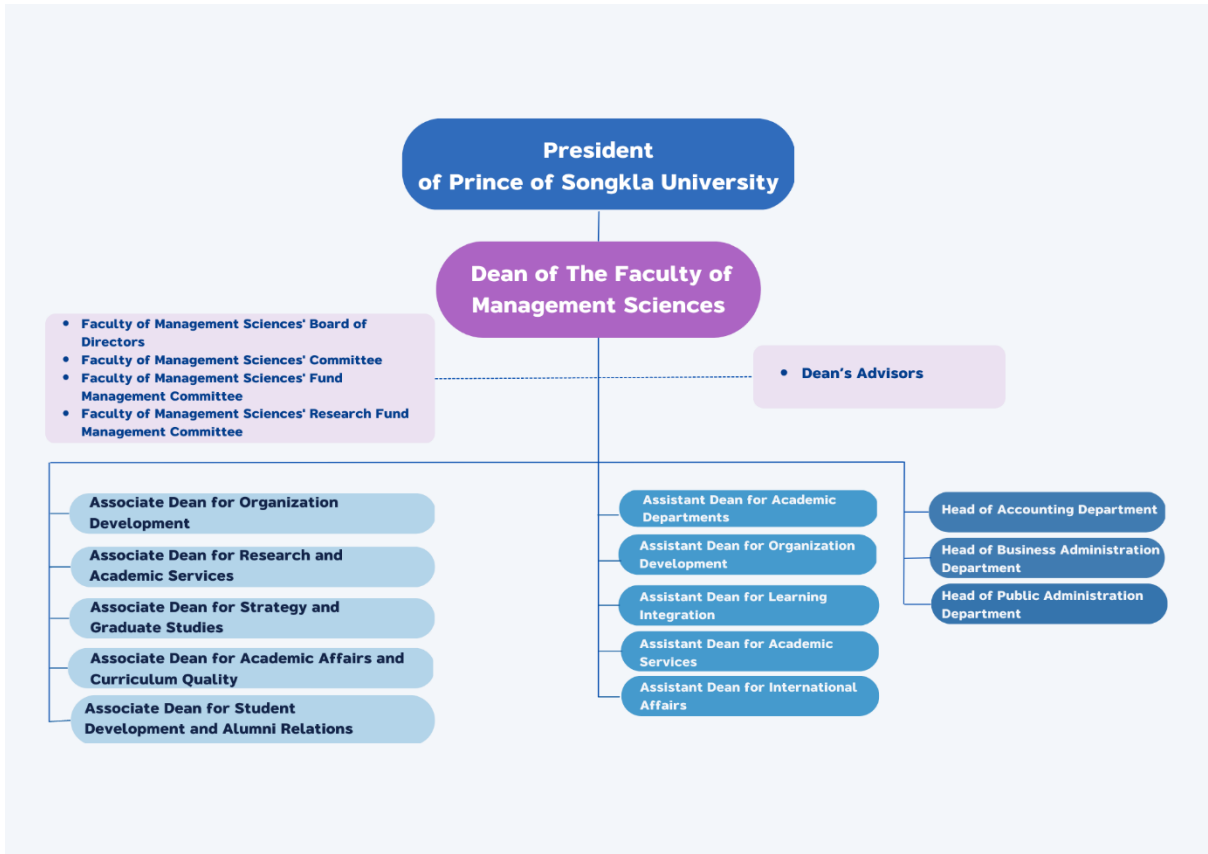 President
of Prince of Songkla University
Dean of The Faculty of
Management Sciences
• Faculty of Management Sciences' Board of
Directors
• Faculty of Management Sciences' Committee
• Faculty of Management Sciences' Fund
Management Committee
• Faculty of Management Sciences' Research Fund
Management Committee
• Dean's Advisors
Associate Dean for Organization
Development
Associate Dean for Research and
Academic Services
Associate Dean for Strategy and
Graduate Studies
Associate Dean for Academic Affairs and
Curriculum Quality
Associate Dean for Student
Development and Alumni Relations
Assistant Dean for Academic
Departments
Assistant Dean for Organization
Development
Assistant Dean for Learning
Integration
Assistant Dean for Academic
Services
Assistant Dean for International
Affairs
Head of Accounting Department
Head of Business Administration
Department
Head of Public Administration
Department